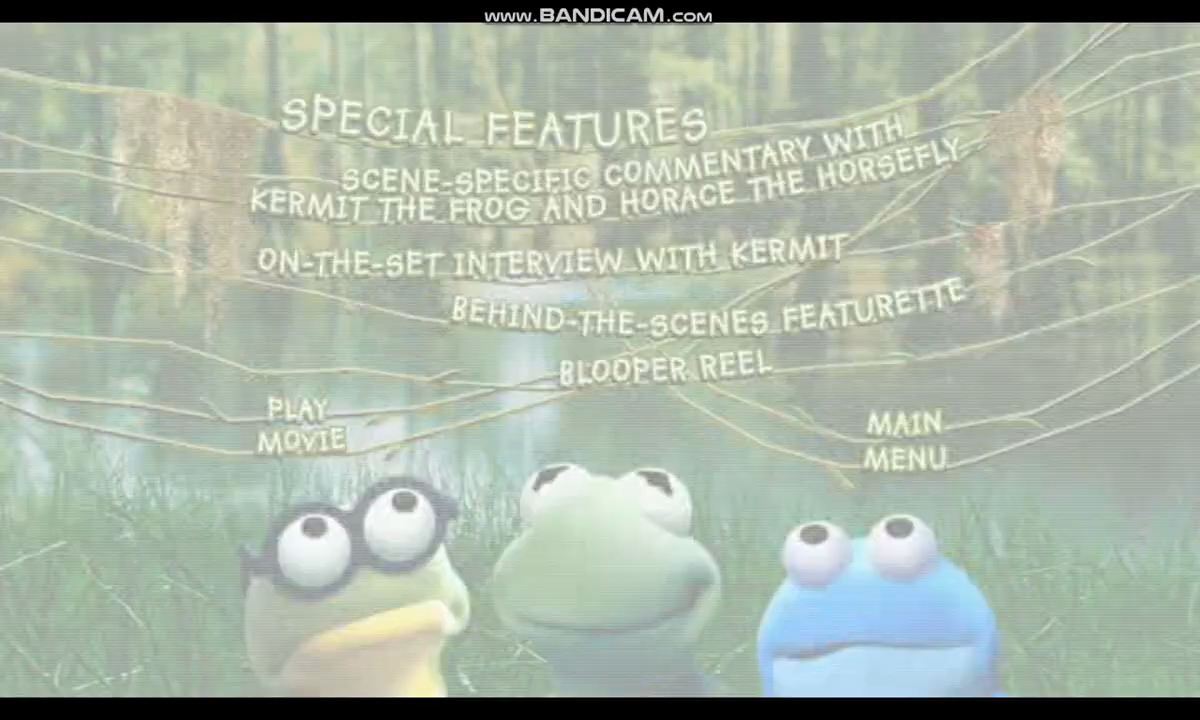 www.BANDICAM.com
SPECIAL FEATURES
SCENE-SPECIFIC COMMENTARY WITH
KERMIT THE FROG AND HORACE THE HORSEFLY
ON-THE-SET INTERVIEW WITH KERMIT
BEHIND-THE-SCENES FEATURETTE
BLOOPER REEL
PLAY
MOVIE
MAIN
MENU